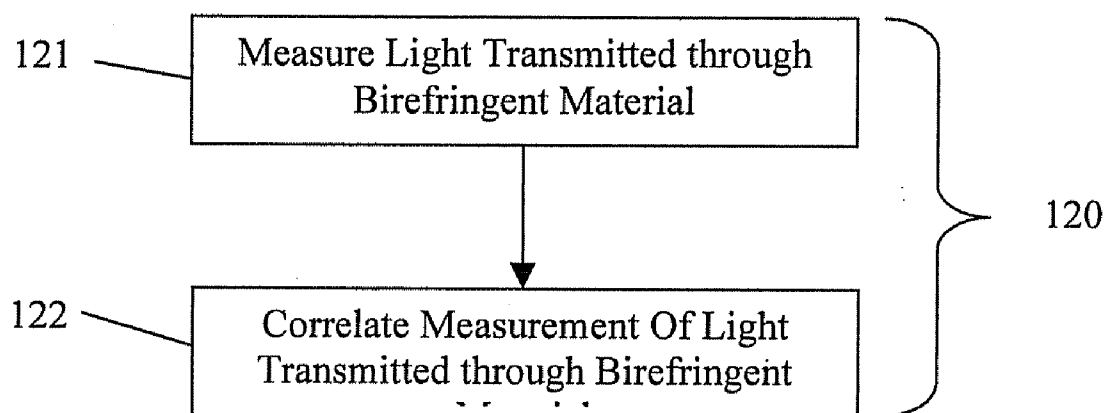 121
Measure Light Transmitted through
Birefringent Material
120
122
Correlate Measurement Of Light
Transmitted through Birefringent